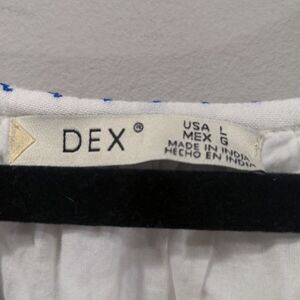 DEX®
USA L
MEX G
MADE IN INDIA
HECHO EN INDIA